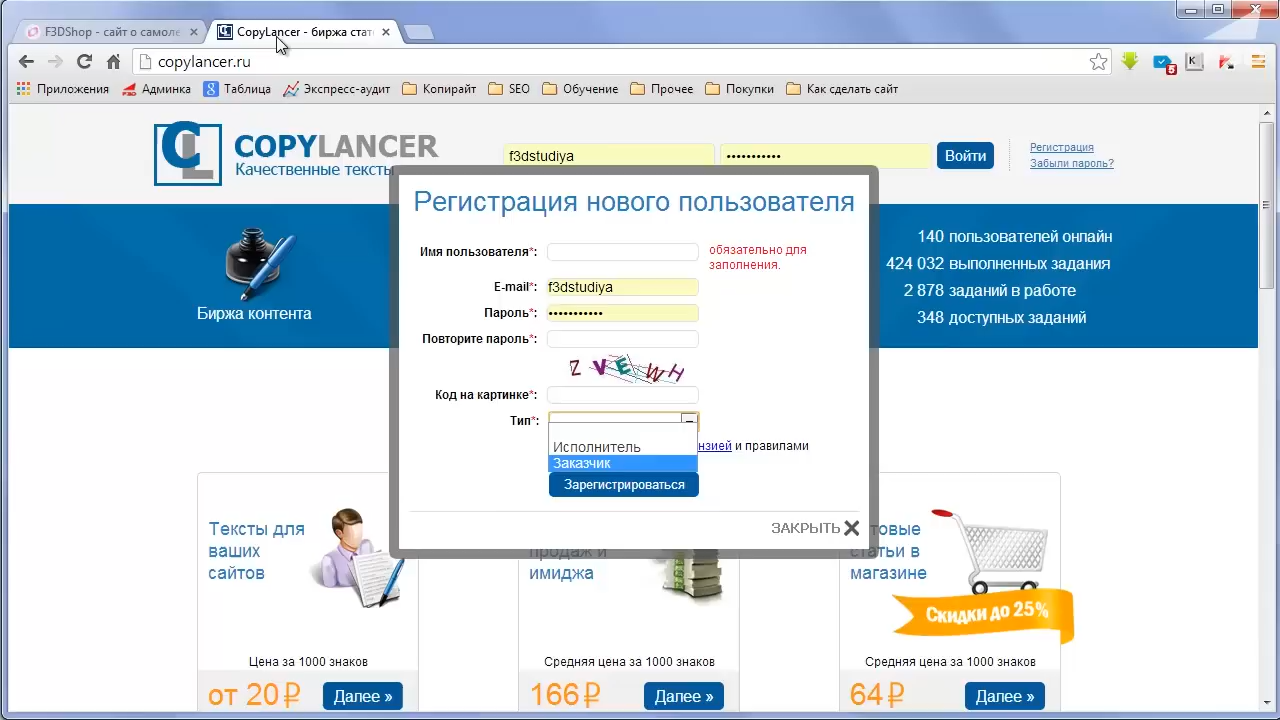 F3DShop - сайт о самоле
CopyLancer - биржа стат
copylancer.ru
5
K
Приложения
Админка
8 Таблица
Экспресс-аудит
Копирайт
SEO
Обучение
Прочее
Покупки
Как сделать сайт
CL
COPYLANCER
Качественные тексты
f3dstudiya
•••••••••••
Войти
Регистрация
Забыли пароль?
Биржа контента
140 пользователей онлайн
424 032 выполненных задания
2 878 заданий в работе
348 доступных заданий
Регистрация нового пользователя
Имя пользователя*:
обязательно для
заполнения.
E-mail*:
f3dstudiya
Пароль*:
•••••••••••
Повторите пароль*:
ZVEWH
Код на картинке*:
Тип*:
Исполнитель
Заказчик
нзией и правилами
Зарегистрироваться
ЗАКРЫТЬ
Тексты для
ваших
сайтов
Цена за 1000 знаков
от 20 ₽
Далее »
продаж и
имиджа
Средняя цена за 1000 знаков
166 ₽
Далее »
товые
статьи в
магазине
Скидки до 25%
Средняя цена за 1000 знаков
64 ₽
Далее »